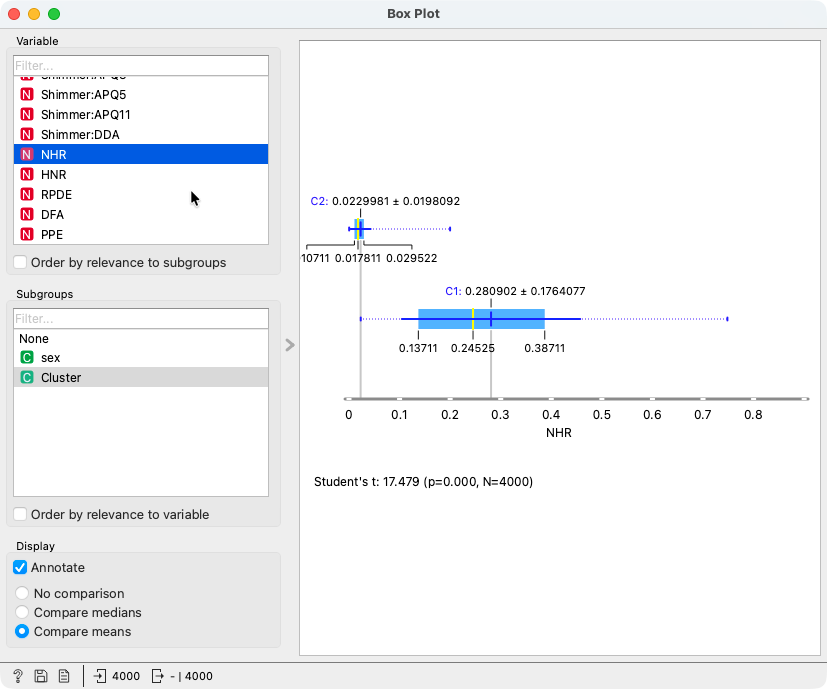 Box Plot
Variable
Filter...
N Shimmer:APQ5
N Shimmer:APQ11
N Shimmer:DDA
N NHR
N HNR
N RPDE
N DFA
N PPE
Order by relevance to subgroups
Subgroups
Filter...
None
C sex
C Cluster
Order by relevance to variable
Display
Annotate
No comparison
Compare medians
Compare means
? 4000 - | 4000
C2: 0.0229981 ± 0.0198092
10711 0.017811 0.029522
C1: 0.280902 ± 0.1764077
0.13711 0.24525 0.38711
0 0.1 0.2 0.3 0.4 0.5 0.6 0.7 0.8
NHR
Student's t: 17.479 (p=0.000, N=4000)